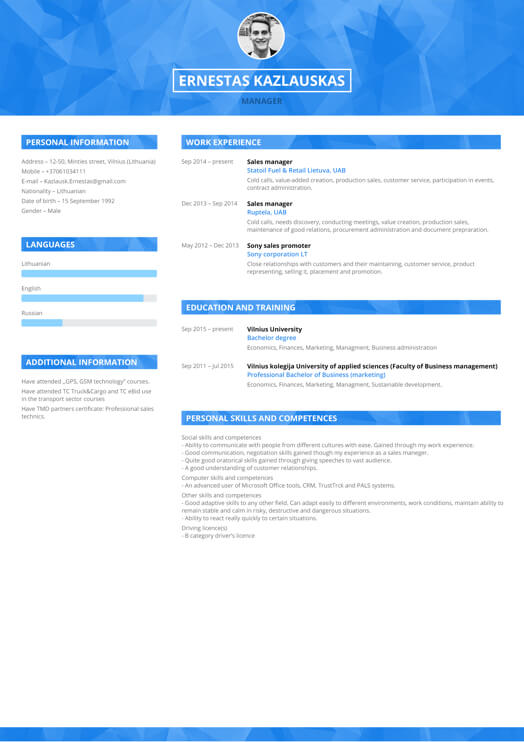 ERNESTAS KAZLAUSKAS
MANAGER
PERSONAL INFORMATION
Address – 12-50, Minties street, Vilnius (Lithuania)
Mobile – +37061034111
E-mail – Kazlausk.Ernestas@gmail.com
Nationality – Lithuanian
Date of birth – 15 September 1992
Gender – Male
LANGUAGES
Lithuanian
English
Russian
ADDITIONAL INFORMATION
Have attended „GPS, GSM technology" courses.
Have attended TC Truck&Cargo and TC eBid use
in the transport sector courses
Have TMD partners certificate: Professional sales
technics.
WORK EXPERIENCE
Sep 2014 – present
Sales manager
Statoil Fuel & Retail Lietuva, UAB
Cold calls, value-added creation, production sales, customer service, participation in events,
contract administration.
Dec 2013 – Sep 2014
Sales manager
Ruptela, UAB
Cold calls, needs discovery, conducting meetings, value creation, production sales,
maintenance of good relations, procurement administration and document preprararation.
May 2012 – Dec 2013
Sony sales promoter
Sony corporation LT
Close relationships with customers and their maintaining, customer service, product
representing, selling it, placement and promotion.
EDUCATION AND TRAINING
Sep 2015 – present
Vilnius University
Bachelor degree
Economics, Finances, Marketing, Managment, Business administration
Sep 2011 – Jul 2015
Vilnius kolegija University of applied sciences (Faculty of Business management)
Professional Bachelor of Business (marketing)
Economics, Finances, Marketing, Managment, Sustainable development.
PERSONAL SKILLS AND COMPETENCES
Social skills and competences
- Ability to communicate with people from different cultures with ease. Gained through my work experience.
- Good communication, negotiation skills gained though my experience as a sales maneger.
- Quite good oratorical skills gained through giving speeches to vast audience.
- A good understanding of customer relationships.
Computer skills and competences
- An advanced user of Microsoft Office tools, CRM, TrustTrck and PALS systems.
Other skills and competences
- Good adaptive skills to any other field. Can adapt easily to different environments, work conditions, maintain ability to
remain stable and calm in risky, destructive and dangerous situations.
- Ability to react really quickly to certain situations.
Driving licence(s)
- B category driver's licence